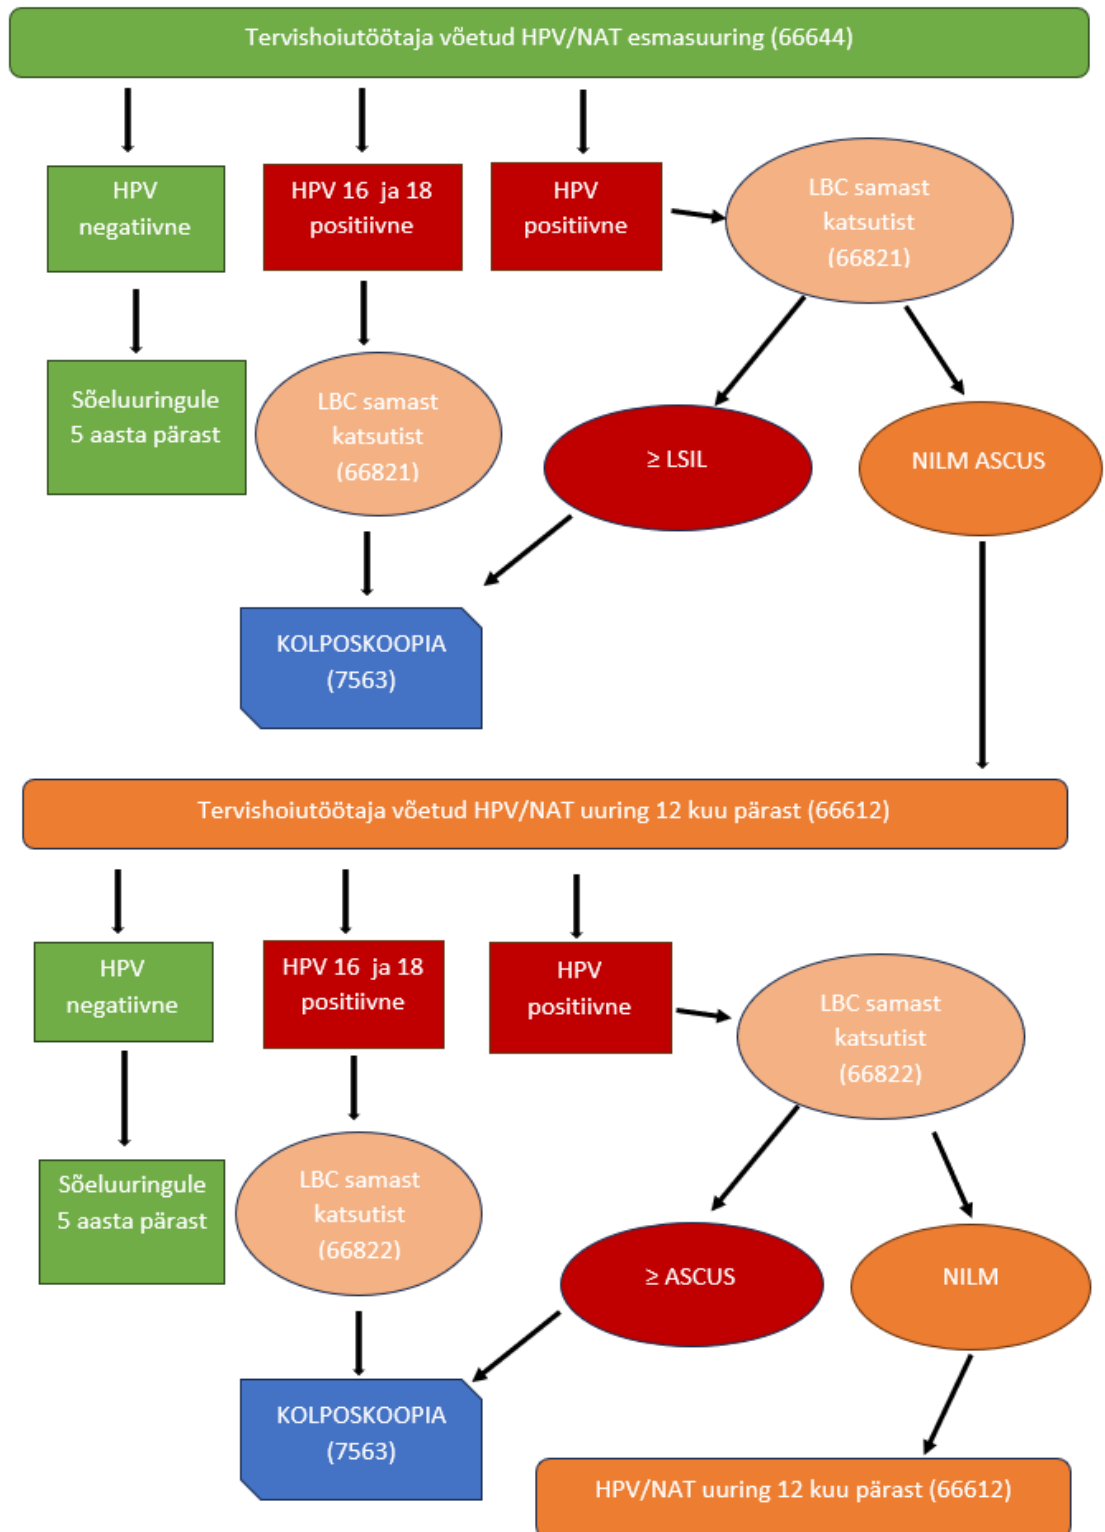 Tervishoiutöötaja võetud HPV/NAT esmasuuring (66644)
HPV
negatiivne
HPV 16 ja 18
positiivne
HPV
positiivne
LBC samast
katsutist
(66821)
Sõeluuringule
5 aasta pärast
LBC samast
katsutist
(66821)
≥ LSIL
NILM ASCUS
KOLPOSKOOPIA
(7563)
Tervishoiutöötaja võetud HPV/NAT uuring 12 kuu pärast (66612)
HPV
negatiivne
HPV 16 ja 18
positiivne
HPV
positiivne
LBC samast
katsutist
(66822)
Sõeluuringule
5 aasta pärast
LBC samast
katsutist
(66822)
≥ ASCUS
NILM
KOLPOSKOOPIA
(7563)
HPV/NAT uuring 12 kuu pärast (66612)